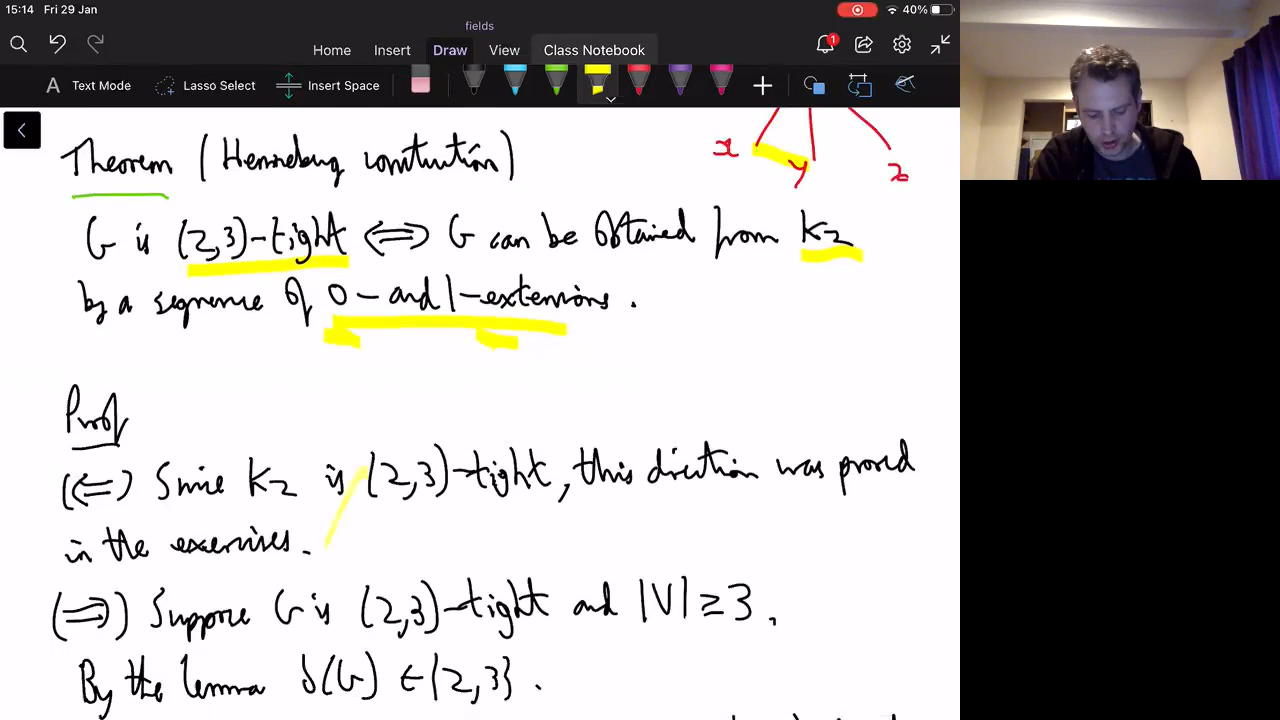 15:14 Fri 29 Jan
40%
fields
Home Insert Draw View Class Notebook
1
A Text Mode Lasso Select Insert Space
Theorem (Henneberg construction)
x
y
z
G is (2,3)-tight ⟺ G can be obtained from K2
by a sequence of 0- and 1-extensions.
Proof
(⟸) Since K2 is (2,3)-tight, this direction was proved
in the exercises.
(⟹) Suppose G is (2,3)-tight and |V| ≥ 3.
By the lemma δ(G) ∈ {2,3}.